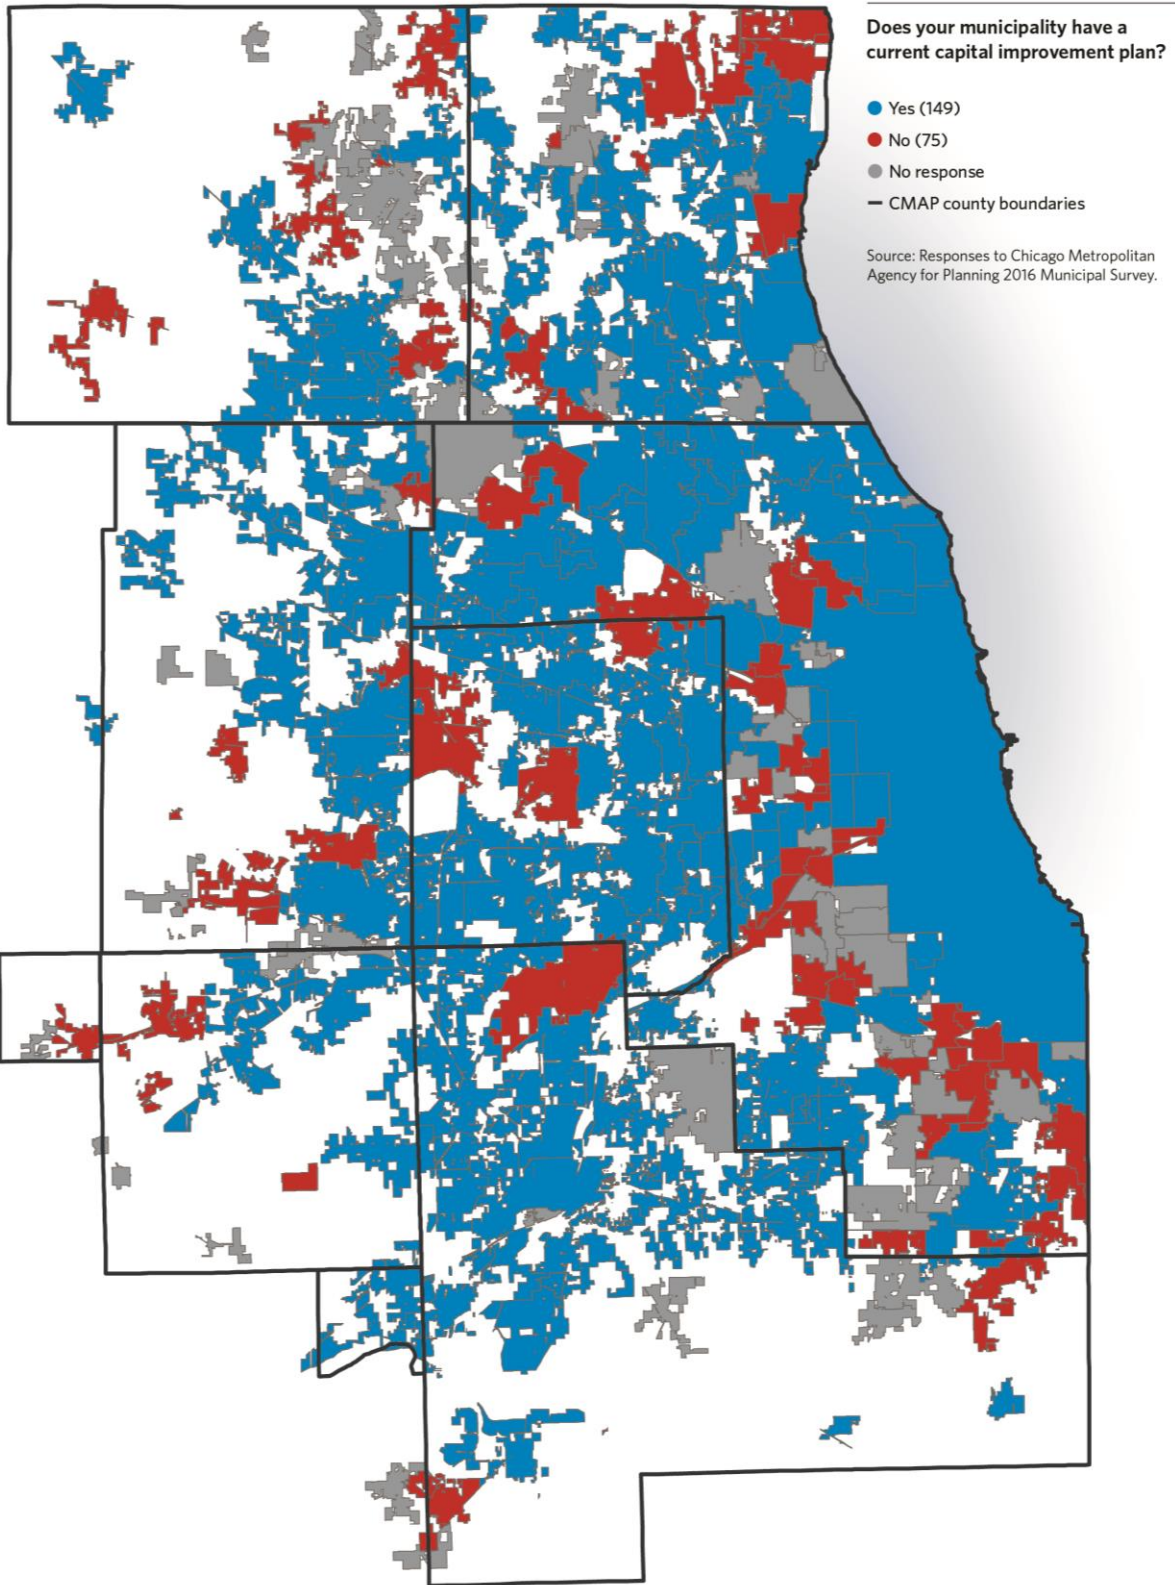 Does your municipality have a
current capital improvement plan?
Yes (149)
No (75)
No response
CMAP county boundaries
Source: Responses to Chicago Metropolitan
Agency for Planning 2016 Municipal Survey.